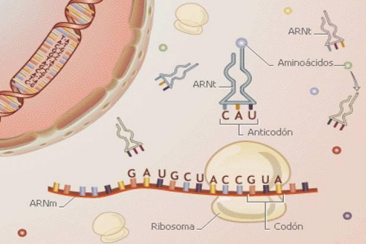 ARNt
Aminoácidos
ARNt
CAU
Anticodón
GAUGCUACCGUA
ARNm
Ribosoma
Codón